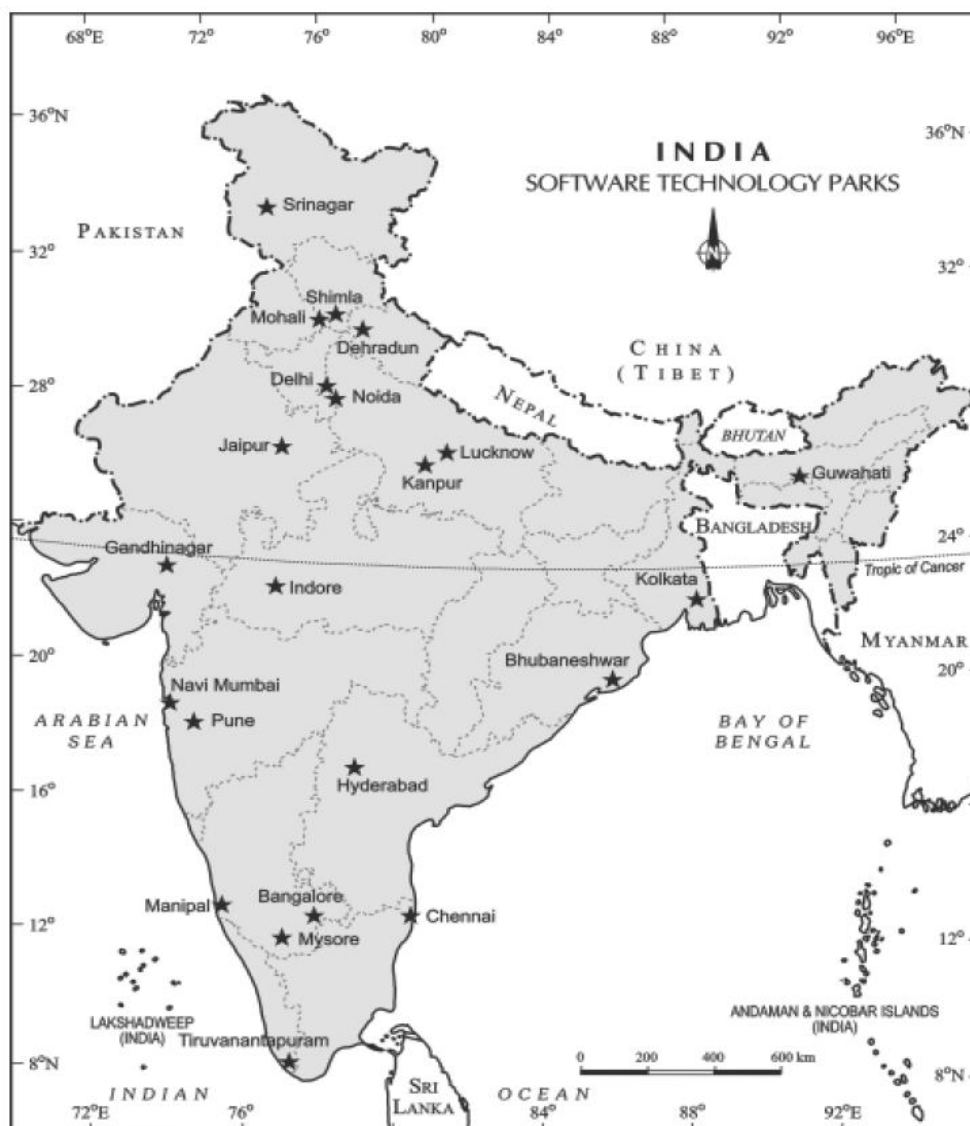 68°E 72° 76° 80° 84° 88° 92° 96°E
36°N
36°N
INDIA
SOFTWARE TECHNOLOGY PARKS
N
Srinagar
PAKISTAN
32°
32°
Shimla
Mohali
Dehradun
CHINA
(TIBET)
28°
Delhi
Noida
NEPAL
BHUTAN
Jaipur
Lucknow
Kanpur
Guwahati
BANGLADESH
24°
Gandhinagar
Tropic of Cancer
Indore
Kolkata
MYANMAR
20°
20°
Bhubaneshwar
Navi Mumbai
Pune
ARABIAN
SEA
BAY OF
BENGAL
Hyderabad
16°
Manipal
Bangalore
Chennai
Mysore
12°
12°
LAKSHADWEEP
(INDIA)
ANDAMAN & NICOBAR ISLANDS
(INDIA)
Tiruvanantapuram
8°N
8°N
0 200 400 600 km
SRI
LANKA
INDIAN OCEAN
72° 76° 84° 88° 92°E